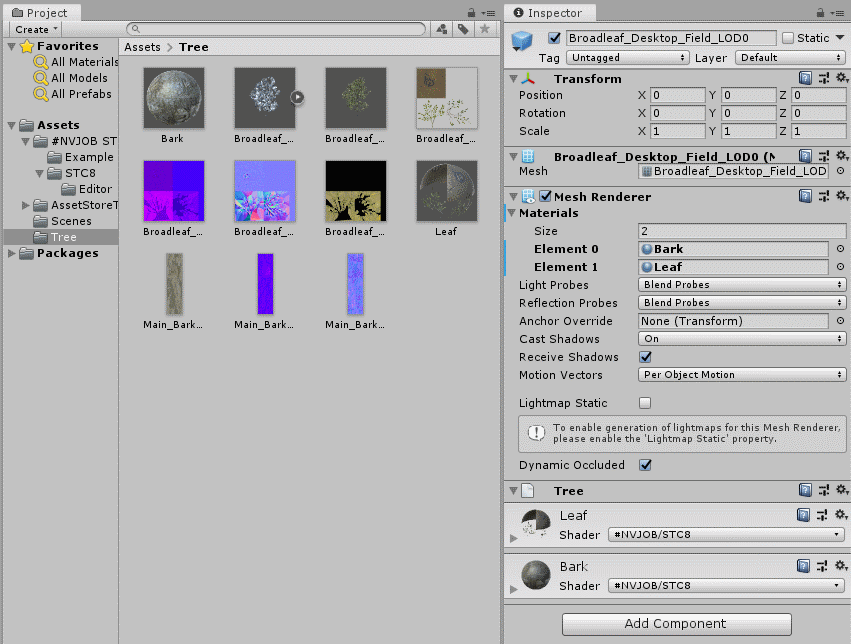 Project
Create
Favorites
All Materials
All Models
All Prefabs
Assets
#NVJOB ST
Example
STC8
Editor
AssetStoreT
Scenes
Tree
Packages
Assets > Tree
Bark
Broadleaf_...
Broadleaf_...
Broadleaf_...
Broadleaf_...
Broadleaf_...
Broadleaf_...
Leaf
Main_Bark...
Main_Bark...
Main_Bark...
Inspector
Broadleaf_Desktop_Field_LOD0
Static
Tag Untagged Layer Default
Transform
Position X 0 Y 0 Z 0
Rotation X 0 Y 0 Z 0
Scale X 1 Y 1 Z 1
Broadleaf_Desktop_Field_LOD0 (M
Mesh Broadleaf_Desktop_Field_LOD
Mesh Renderer
Materials
Size 2
Element 0 Bark
Element 1 Leaf
Light Probes Blend Probes
Reflection Probes Blend Probes
Anchor Override None (Transform)
Cast Shadows On
Receive Shadows
Motion Vectors Per Object Motion
Lightmap Static
To enable generation of lightmaps for this Mesh Renderer,
please enable the 'Lightmap Static' property.
Dynamic Occluded
Tree
Leaf
Shader #NVJOB/STC8
Bark
Shader #NVJOB/STC8
Add Component